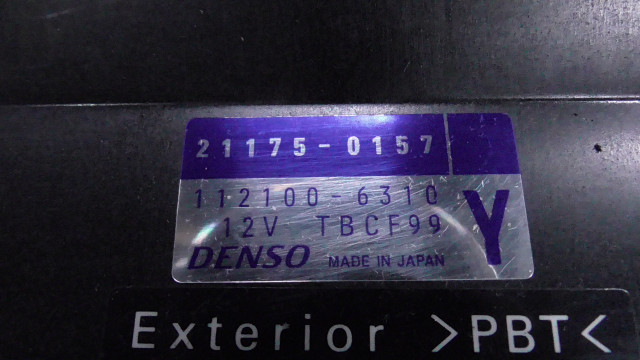 21175-0157
112100-6310
12V TBCF99
Y
DENSO MADE IN JAPAN
Exterior >PBT<